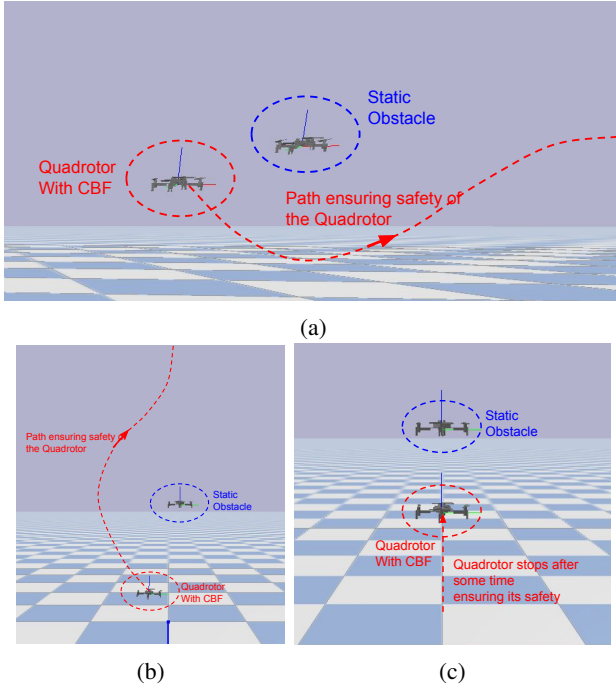 Static
Obstacle
Quadrotor
With CBF
Path ensuring safety of
the Quadrotor
(a)
Path ensuring safety
the Quadrotor
Static
Obstacle
Quadrotor
With CBF
(b)
Static
Obstacle
Quadrotor
With CBF
Quadrotor stops after
some time
ensuring its safety
(c)